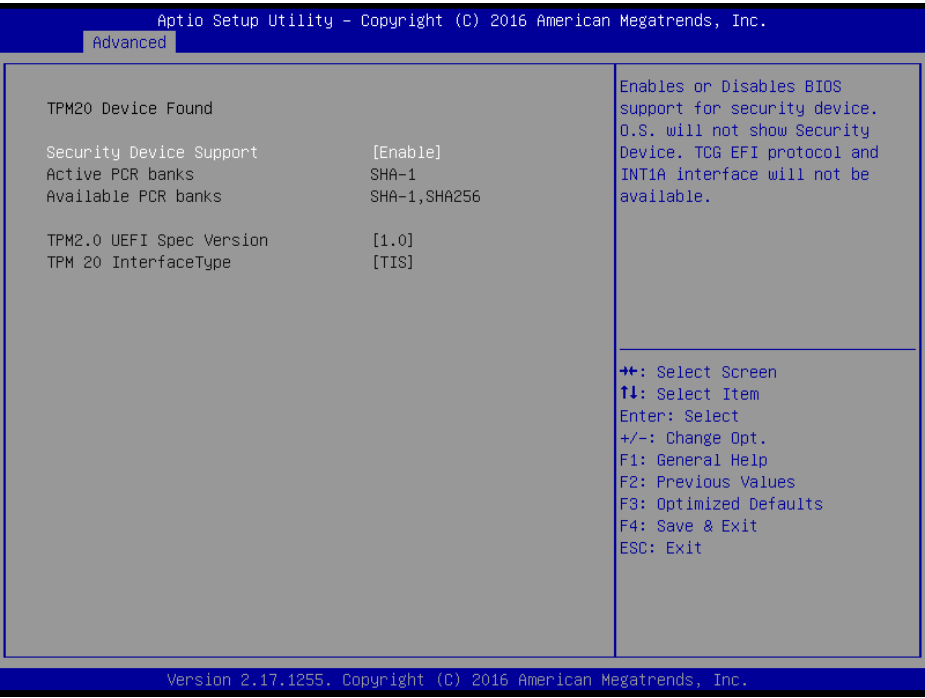 Aptio Setup Utility – Copyright (C) 2016 American Megatrends, Inc.
Advanced
TPM20 Device Found
Security Device Support [Enable]
Active PCR banks SHA-1
Available PCR banks SHA-1,SHA256
TPM2.0 UEFI Spec Version [1.0]
TPM 20 InterfaceType [TIS]
Enables or Disables BIOS
support for security device.
O.S. will not show Security
Device. TCG EFI protocol and
INT1A interface will not be
available.
→←: Select Screen
↑↓: Select Item
Enter: Select
+/-: Change Opt.
F1: General Help
F2: Previous Values
F3: Optimized Defaults
F4: Save & Exit
ESC: Exit
Version 2.17.1255. Copyright (C) 2016 American Megatrends, Inc.